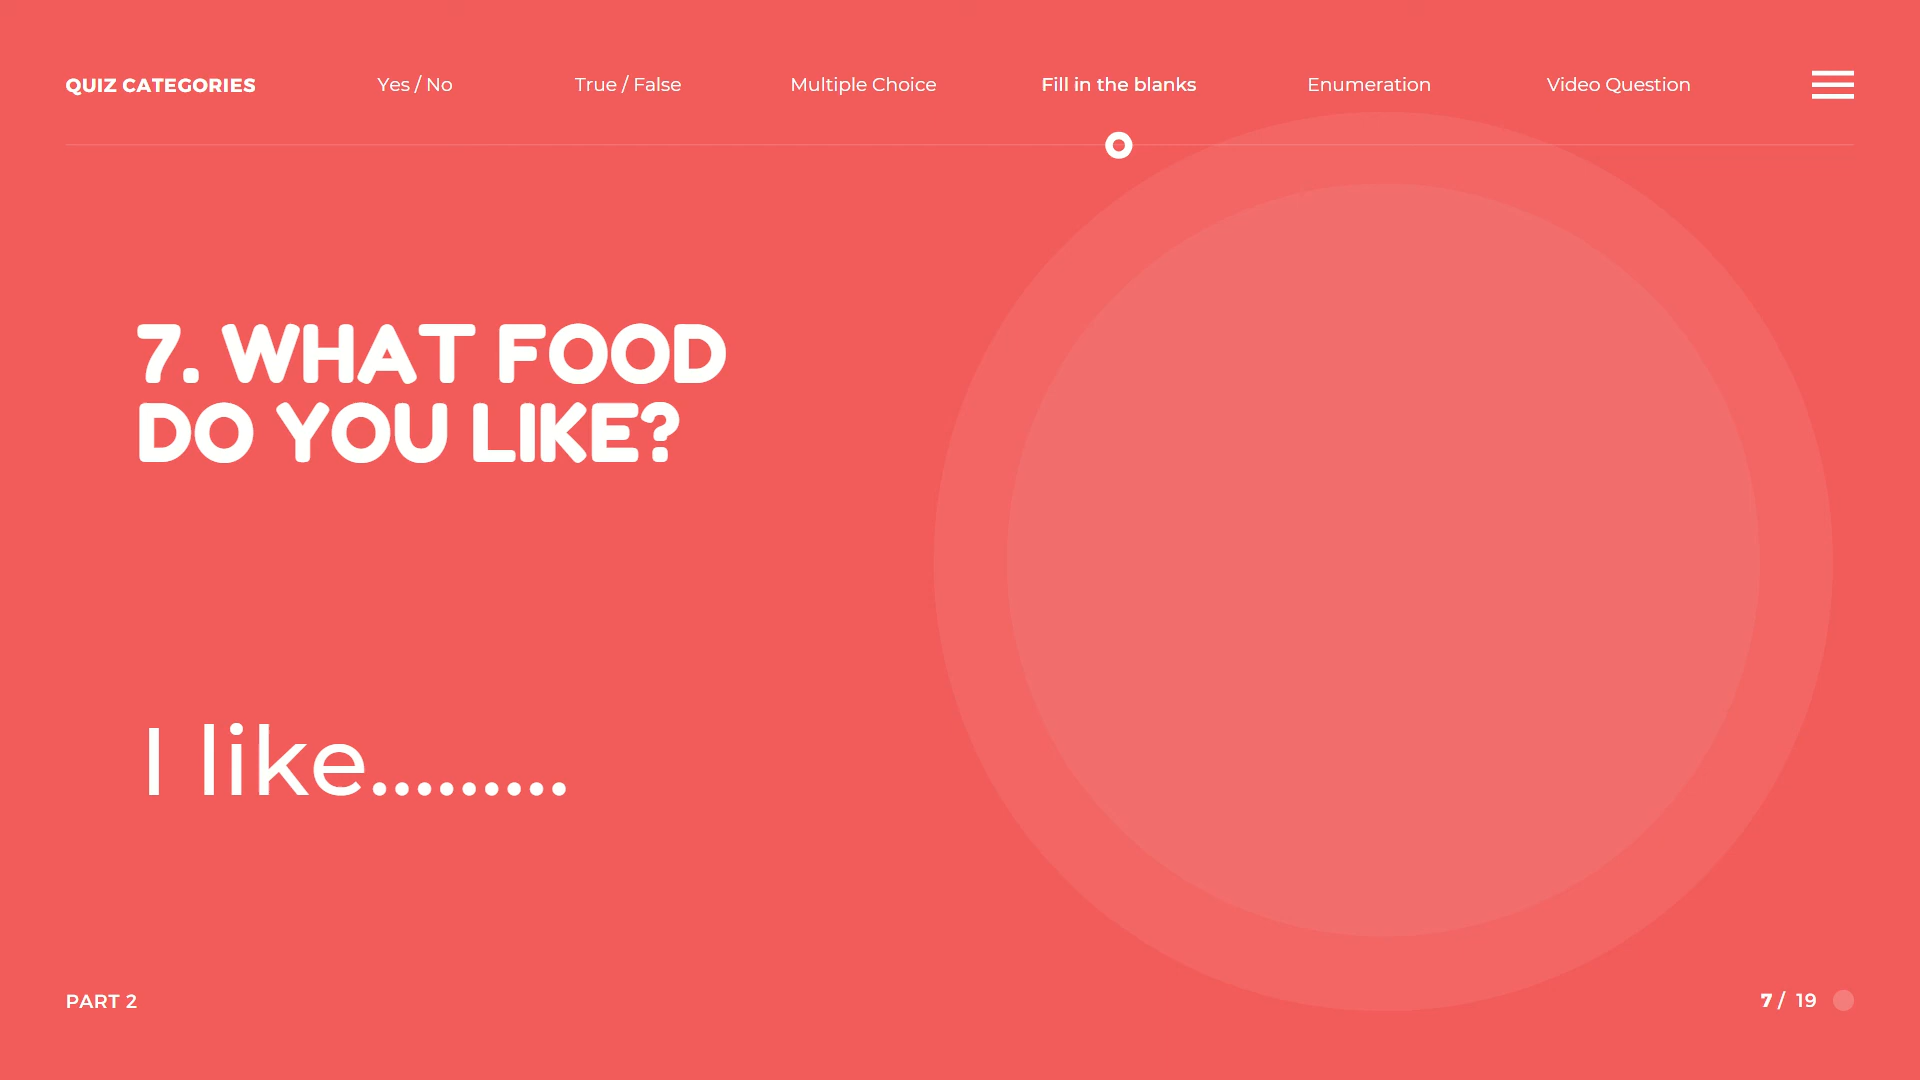 QUIZ CATEGORIES Yes / No True / False Multiple Choice Fill in the blanks Enumeration Video Question
7. WHAT FOOD
DO YOU LIKE?
I like.........
PART 2
7 / 19